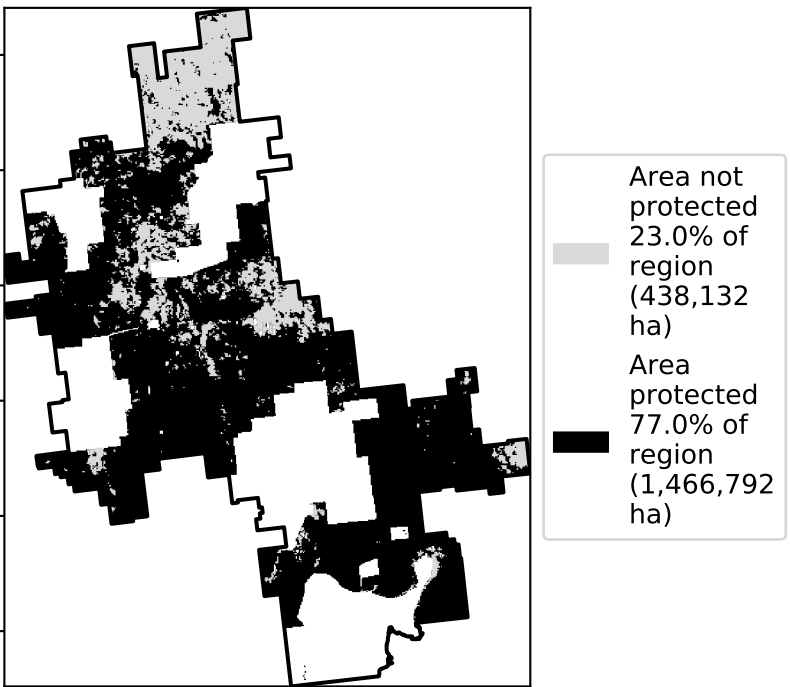 Area not
protected
23.0% of
region
(438,132
ha)
Area
protected
77.0% of
region
(1,466,792
ha)